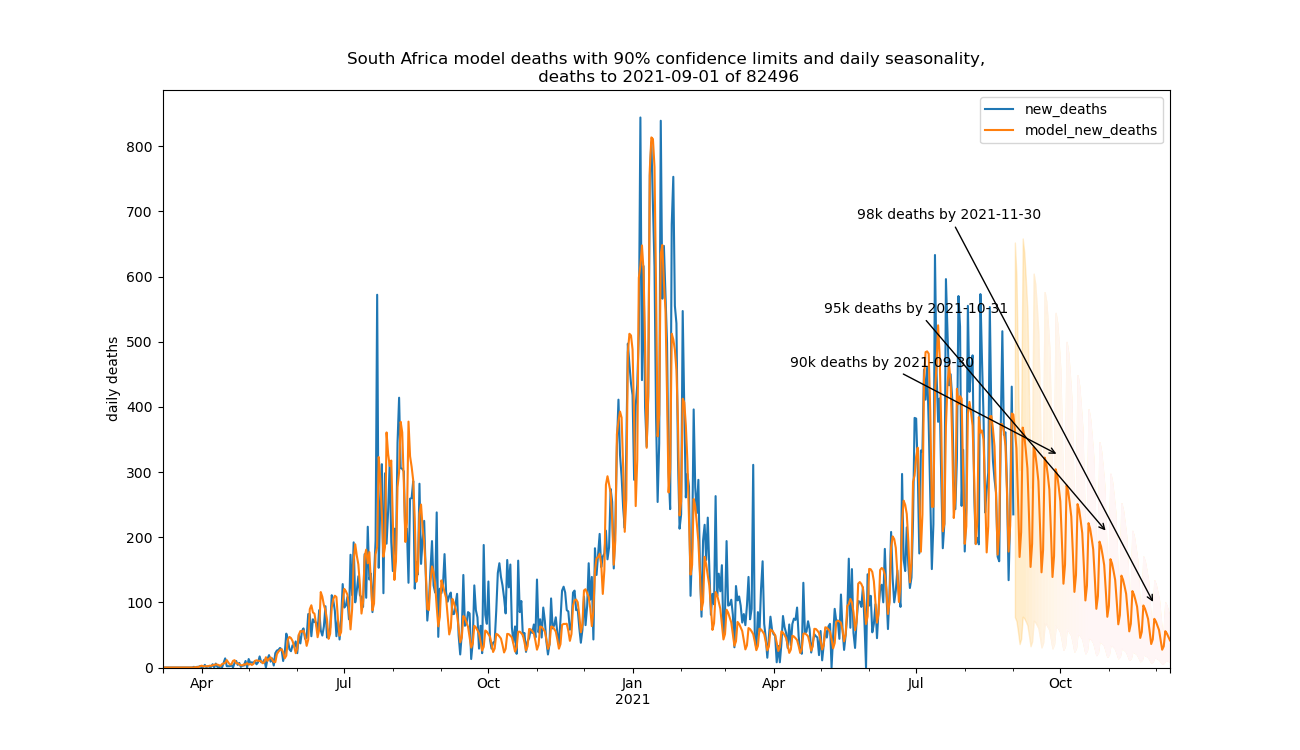 South Africa model deaths with 90% confidence limits and daily seasonality,
deaths to 2021-09-01 of 82496
new_deaths
model_new_deaths
daily deaths
800
700
600
500
400
300
200
100
0
98k deaths by 2021-11-30
95k deaths by 2021-10-31
90k deaths by 2021-09-30
Apr Jul Oct Jan Apr Jul Oct
2021